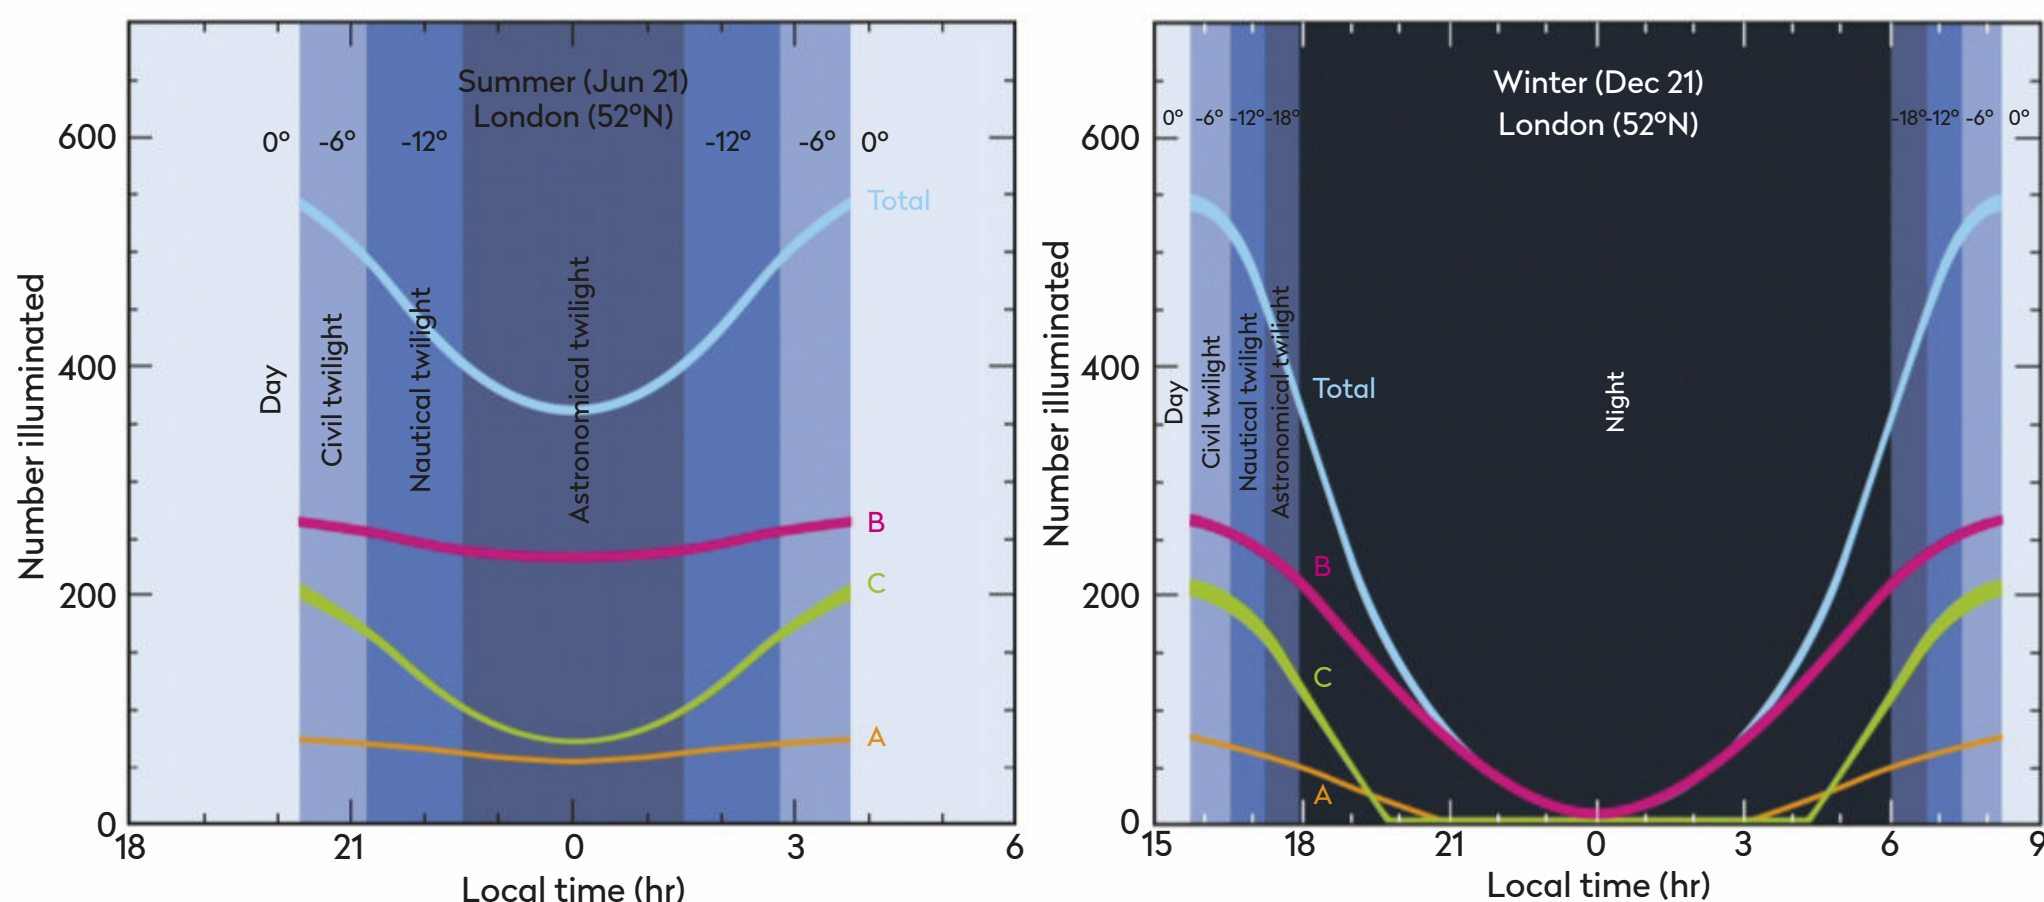 Summer (Jun 21)
London (52°N)
0° -6° -12° -12° -6° 0°
600
400
200
0
Number illuminated
Day
Civil twilight
Nautical twilight
Astronomical twilight
Total
B
C
A
18 21 0 3 6
Local time (hr)
Winter (Dec 21)
London (52°N)
0° -6° -12° -18° -18° -12° -6° 0°
600
400
200
0
Number illuminated
Day
Civil twilight
Nautical twilight
Astronomical twilight
Night
Total
B
C
A
15 18 21 0 3 6 9
Local time (hr)